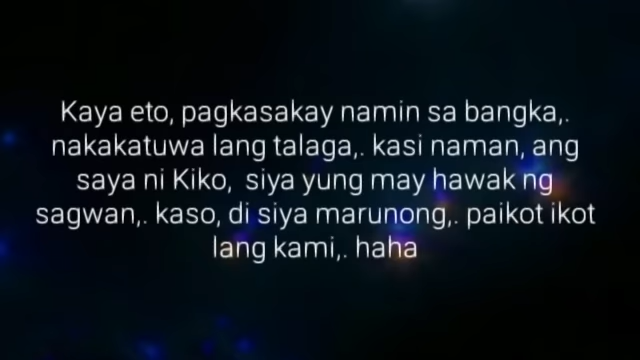 Kaya eto, pagkasakay namin sa bangka,.
nakakatuwa lang talaga,. kasi naman, ang
saya ni Kiko,  siya yung may hawak ng
sagwan,. kaso, di siya marunong,. paikot ikot
lang kami,. haha